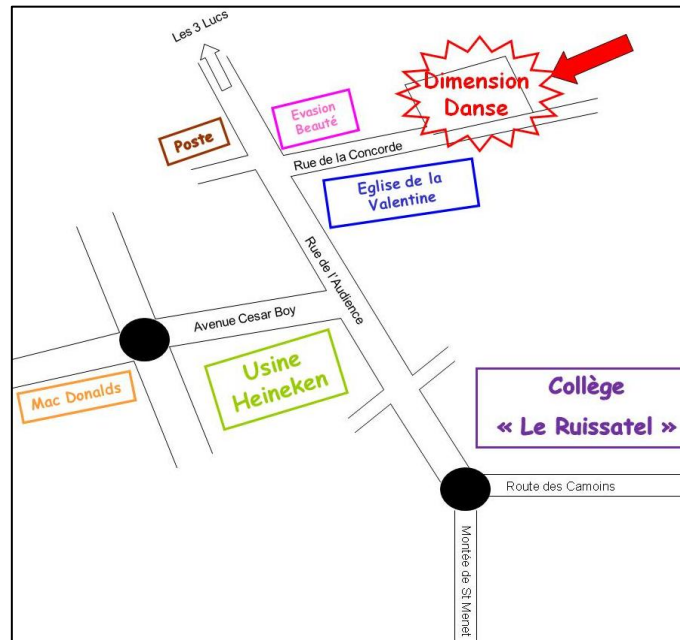 Les 3 Lucs
Dimension
Danse
Evasion
Beauté
Poste
Rue de la Concorde
Eglise de la
Valentine
Rue de l'Audience
Avenue Cesar Boy
Usine
Heineken
Mac Donalds
Collège
« Le Ruissatel »
Route des Camoins
Montée de St Menet